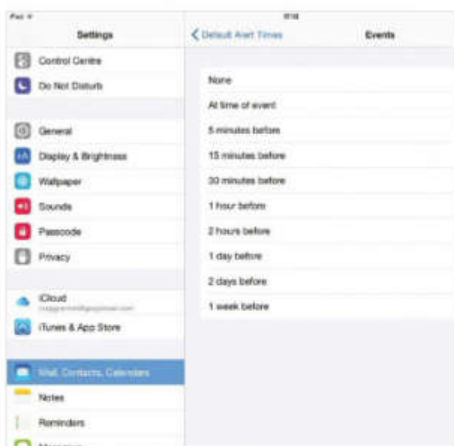 iPad
Settings
Control Centre
Do Not Disturb
General
Display & Brightness
Wallpaper
Sounds
Passcode
Privacy
iCloud
iTunes & App Store
Mail, Contacts, Calendars
Notes
Reminders
Default Alert Times
Events
None
At time of event
5 minutes before
15 minutes before
30 minutes before
1 hour before
2 hours before
1 day before
2 days before
1 week before